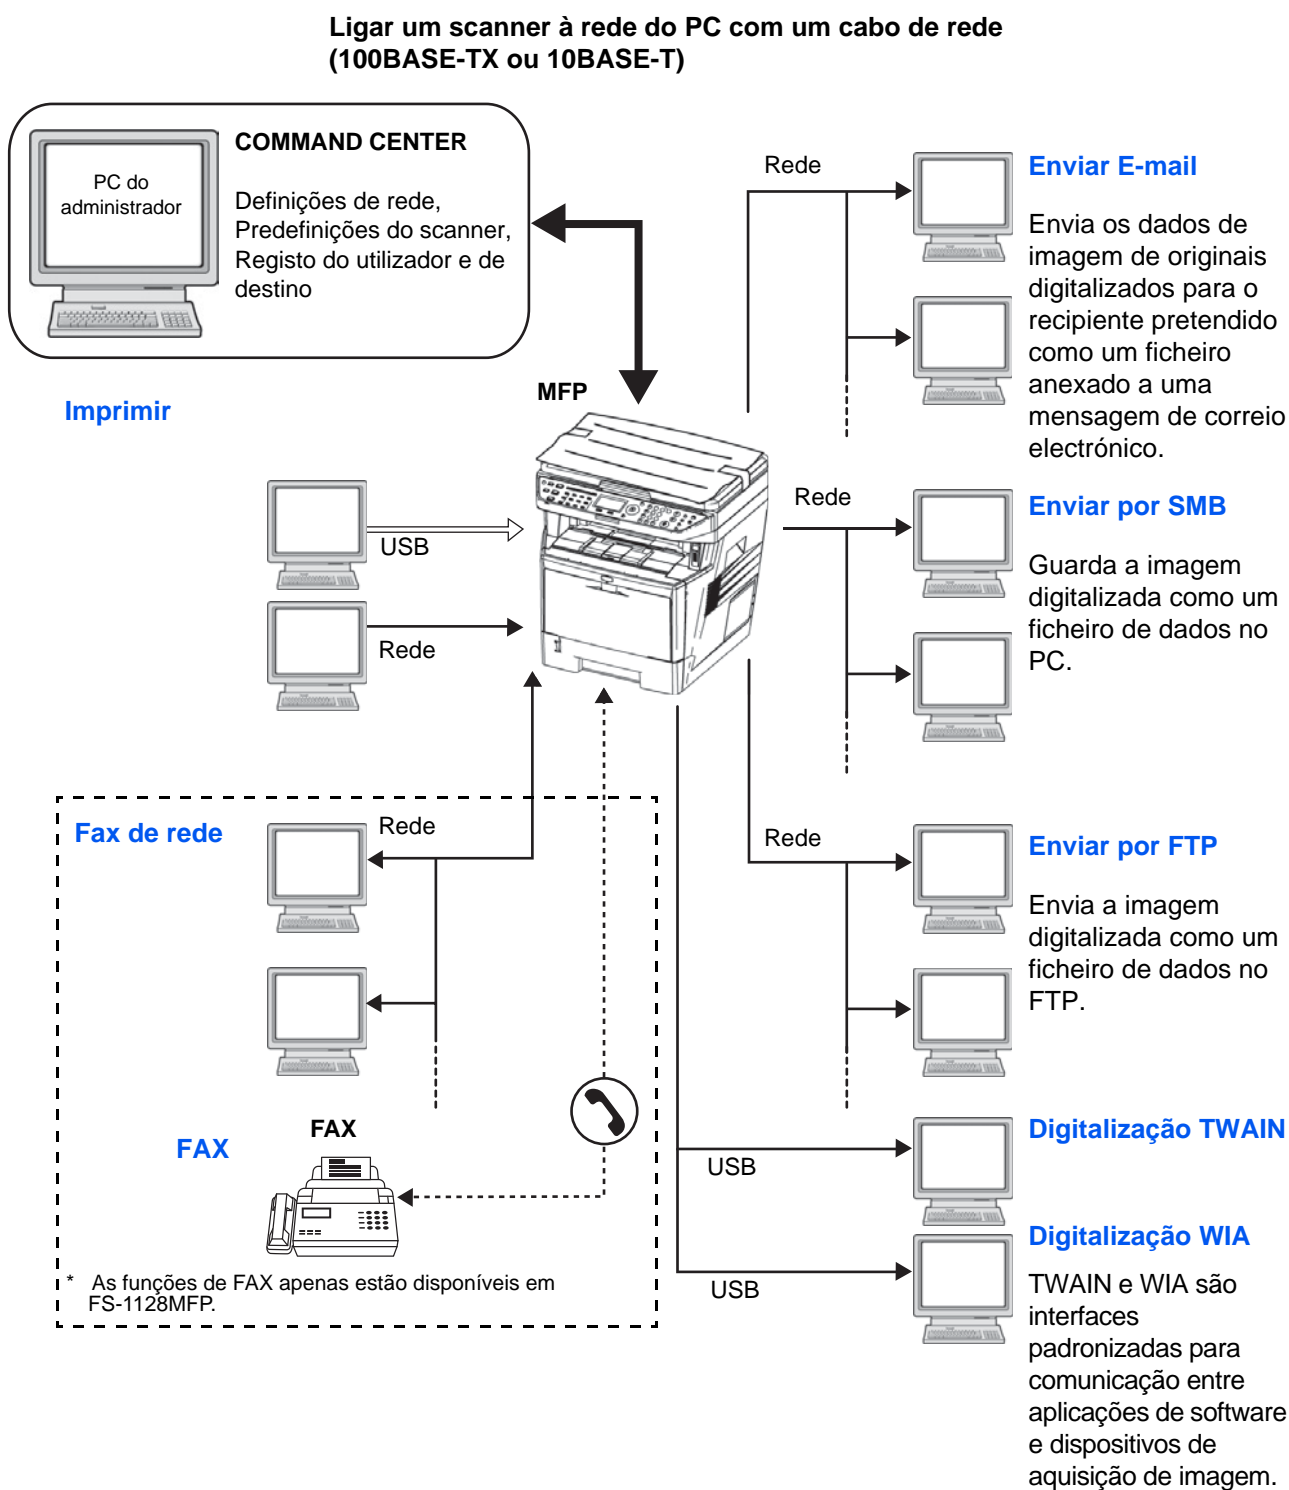 Ligar um scanner à rede do PC com um cabo de rede
(100BASE-TX ou 10BASE-T)
PC do
administrador
COMMAND CENTER
Definições de rede,
Predefinições do scanner,
Registo do utilizador e de
destino
Imprimir
MFP
USB
Rede
Rede
Enviar E-mail
Envia os dados de
imagem de originais
digitalizados para o
recipiente pretendido
como um ficheiro
anexado a uma
mensagem de correio
electrónico.
Rede
Enviar por SMB
Guarda a imagem
digitalizada como um
ficheiro de dados no
PC.
Fax de rede
Rede
Rede
Enviar por FTP
Envia a imagem
digitalizada como um
ficheiro de dados no
FTP.
FAX
FAX
* As funções de FAX apenas estão disponíveis em
FS-1128MFP.
USB
Digitalização TWAIN
USB
Digitalização WIA
TWAIN e WIA são
interfaces
padronizadas para
comunicação entre
aplicações de software
e dispositivos de
aquisição de imagem.